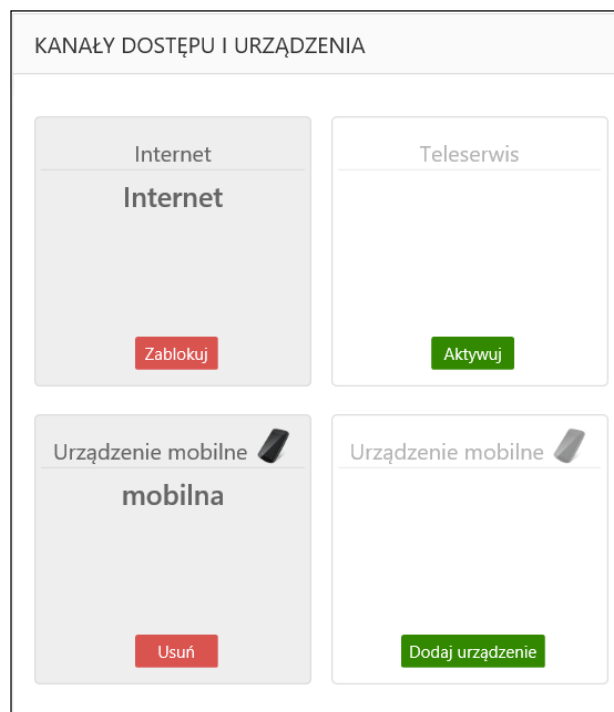 KANAŁY DOSTĘPU I URZĄDZENIA
Internet
Internet
Zablokuj
Teleserwis
Aktywuj
Urządzenie mobilne
mobilna
Usuń
Urządzenie mobilne
Dodaj urządzenie